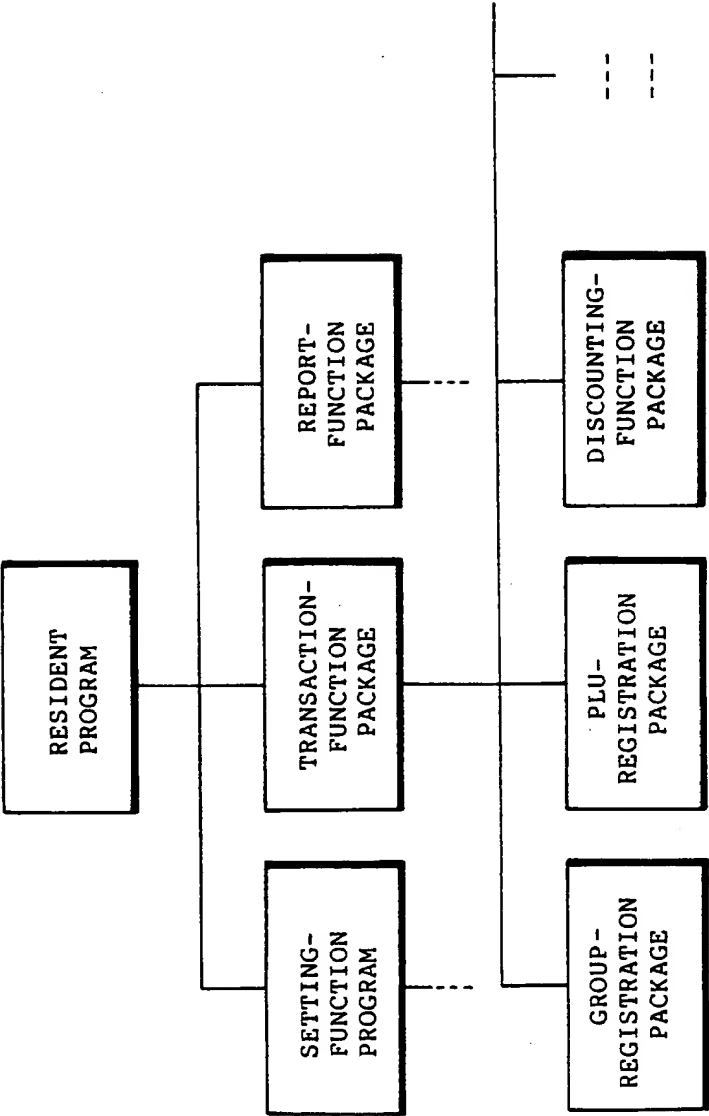 RESIDENT
PROGRAM
SETTING-
FUNCTION
PROGRAM
TRANSACTION-
FUNCTION
PACKAGE
REPORT-
FUNCTION
PACKAGE
GROUP-
REGISTRATION
PACKAGE
PLU-
REGISTRATION
PACKAGE
DISCOUNTING-
FUNCTION
PACKAGE